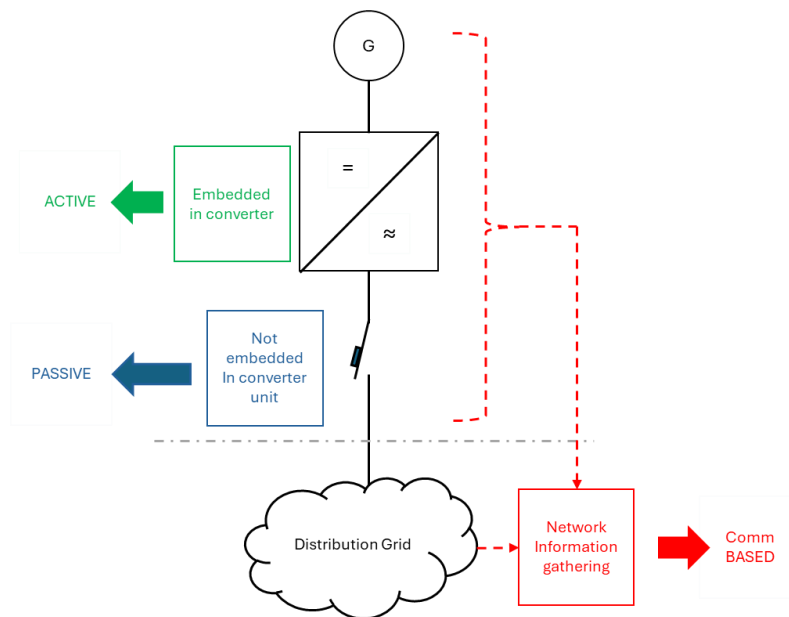 G
=
≈
Embedded
in converter
ACTIVE
Not
embedded
In converter
unit
PASSIVE
Distribution Grid
Network
Information
gathering
Comm
BASED